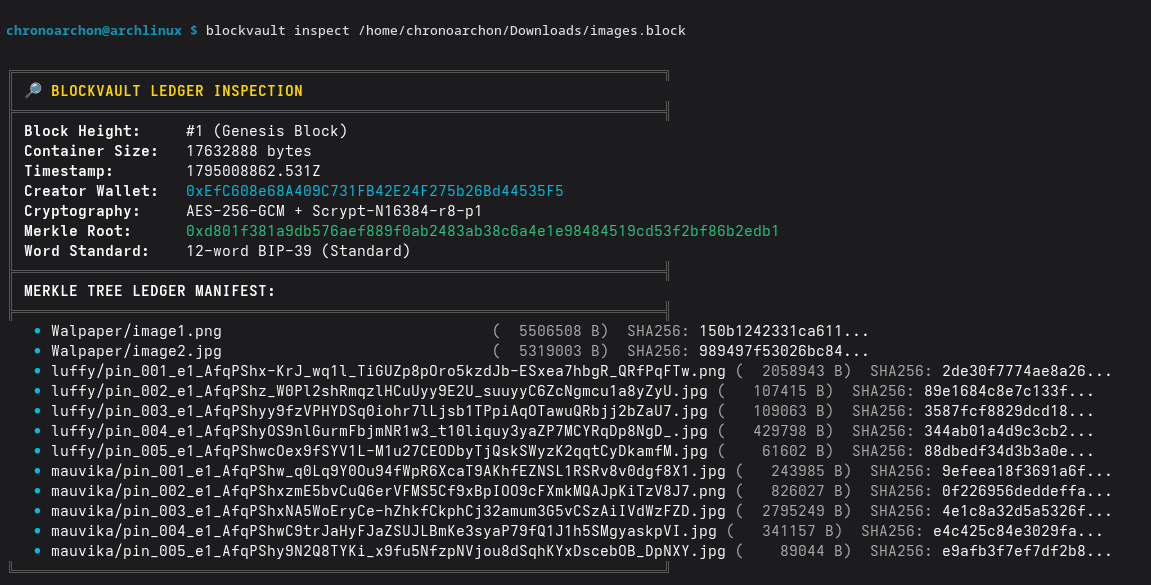 chronoarchon@archlinux $ blockvault inspect /home/chronoarchon/Downloads/images.block
🔎 BLOCKVAULT LEDGER INSPECTION
Block Height: #1 (Genesis Block)
Container Size: 17632888 bytes
Timestamp: 1795008862.531Z
Creator Wallet: 0xEfC608e68A409C731FB42E24F275b26Bd44535F5
Cryptography: AES-256-GCM + Scrypt-N16384-r8-p1
Merkle Root: 0xd801f381a9db576aef889f0ab2483ab38c6a4e1e98484519cd53f2bf86b2edb1
Word Standard: 12-word BIP-39 (Standard)
MERKLE TREE LEDGER MANIFEST:
• Walpaper/image1.png ( 5506508 B) SHA256: 150b1242331ca611...
• Walpaper/image2.jpg ( 5319003 B) SHA256: 989497f53026bc84...
• luffy/pin_001_e1_AfqPShx-KrJ_wq1l_TiGUZp8pOro5kzdJb-ESxea7hbgR_QRfPqFTw.png ( 2058943 B) SHA256: 2de30f7774ae8a26...
• luffy/pin_002_e1_AfqPShz_W0Pl2shRmqzlHCuUyy9E2U_suuyyC6ZcNgmcu1a8yZyU.jpg ( 107415 B) SHA256: 89e1684c8e7c133f...
• luffy/pin_003_e1_AfqPShyy9fzVPHYDSq0iohr7lLjsb1TPpiAqOTawuQRbjj2bZaU7.jpg ( 109063 B) SHA256: 3587fcf8829dcd18...
• luffy/pin_004_e1_AfqPShyOS9nlGurmFbjmNR1w3_t10liquy3yaZP7MCYRqDp8NgD_.jpg ( 429798 B) SHA256: 344ab01a4d9c3cb2...
• luffy/pin_005_e1_AfqPShwcOex9fSYV1L-M1u27CEODbyTjQskSWyzK2qqtCyDkamfM.jpg ( 61602 B) SHA256: 88dbedf34d3b3a0e...
• mauvika/pin_001_e1_AfqPShw_q0Lq9Y0Ou94fWpR6XcaT9AKhfEZNSL1RSRv8v0dgf8X1.jpg ( 243985 B) SHA256: 9efeea18f3691a6f...
• mauvika/pin_002_e1_AfqPShxzmE5bvCuQ6erVFMS5Cf9xBpIOO9cFXmkMQAJpKiTzV8J7.png ( 826027 B) SHA256: 0f226956deddeffa...
• mauvika/pin_003_e1_AfqPShxNA5WoEryCe-hZhkfCkphCj32amum3G5vCSzAiIVdWzFZD.jpg ( 2795249 B) SHA256: 4e1c8a32d5a5326f...
• mauvika/pin_004_e1_AfqPShwC9trJaHyFJaZSUJLBmKe3syaP79fQ1J1h5SMgyaskpVI.jpg ( 341157 B) SHA256: e4c425c84e3029fa...
• mauvika/pin_005_e1_AfqPShy9N2Q8TYKi_x9fu5NfzpNVjou8dSqhKYxDscebOB_DpNXY.jpg ( 89044 B) SHA256: e9afb3f7ef7df2b8...